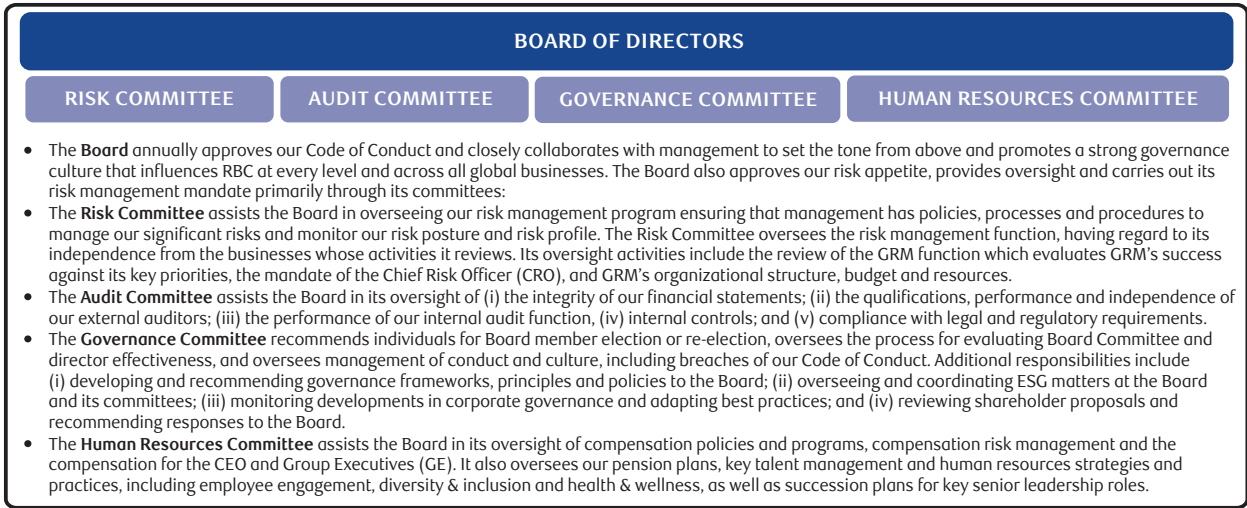 BOARD OF DIRECTORS
RISK COMMITTEE
AUDIT COMMITTEE
GOVERNANCE COMMITTEE
HUMAN RESOURCES COMMITTEE
• The Board annually approves our Code of Conduct and closely collaborates with management to set the tone from above and promotes a strong governance
culture that influences RBC at every level and across all global businesses. The Board also approves our risk appetite, provides oversight and carries out its
risk management mandate primarily through its committees:
• The Risk Committee assists the Board in overseeing our risk management program ensuring that management has policies, processes and procedures to
manage our significant risks and monitor our risk posture and risk profile. The Risk Committee oversees the risk management function, having regard to its
independence from the businesses whose activities it reviews. Its oversight activities include the review of the GRM function which evaluates GRM's success
against its key priorities, the mandate of the Chief Risk Officer (CRO), and GRM's organizational structure, budget and resources.
• The Audit Committee assists the Board in its oversight of (i) the integrity of our financial statements; (ii) the qualifications, performance and independence of
our external auditors; (iii) the performance of our internal audit function, (iv) internal controls; and (v) compliance with legal and regulatory requirements.
• The Governance Committee recommends individuals for Board member election or re-election, oversees the process for evaluating Board Committee and
director effectiveness, and oversees management of conduct and culture, including breaches of our Code of Conduct. Additional responsibilities include
(i) developing and recommending governance frameworks, principles and policies to the Board; (ii) overseeing and coordinating ESG matters at the Board
and its committees; (iii) monitoring developments in corporate governance and adapting best practices; and (iv) reviewing shareholder proposals and
recommending responses to the Board.
• The Human Resources Committee assists the Board in its oversight of compensation policies and programs, compensation risk management and the
compensation for the CEO and Group Executives (GE). It also oversees our pension plans, key talent management and human resources strategies and
practices, including employee engagement, diversity & inclusion and health & wellness, as well as succession plans for key senior leadership roles.